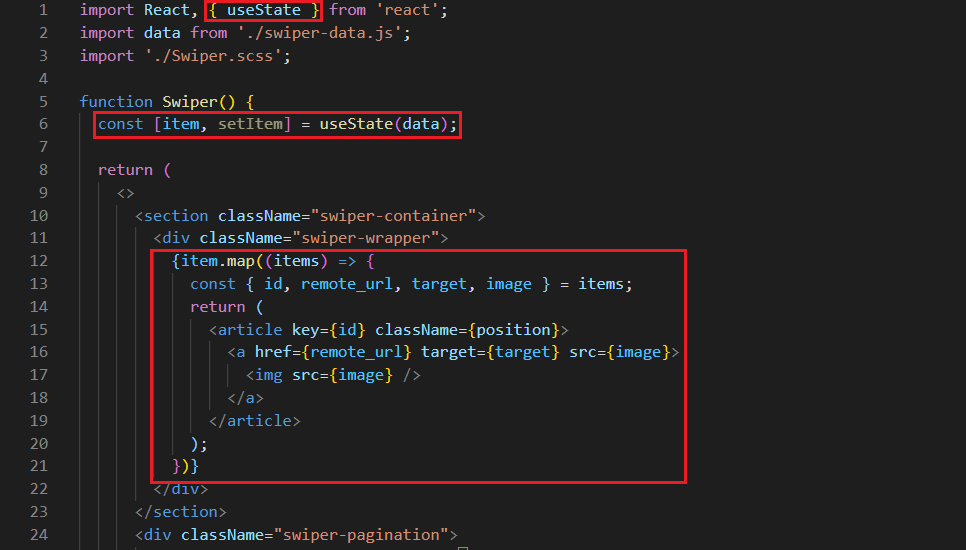 1 import React, { useState } from 'react';
2 import data from './swiper-data.js';
3 import './Swiper.scss';
4
5 function Swiper() {
6   const [item, setItem] = useState(data);
7
8   return (
9     <>
10       <section className="swiper-container">
11         <div className="swiper-wrapper">
12           {item.map((items) => {
13             const { id, remote_url, target, image } = items;
14             return (
15               <article key={id} className={position}>
16                 <a href={remote_url} target={target} src={image}>
17                   <img src={image} />
18                 </a>
19               </article>
20             );
21           })}
22         </div>
23       </section>
24       <div className="swiper-pagination">